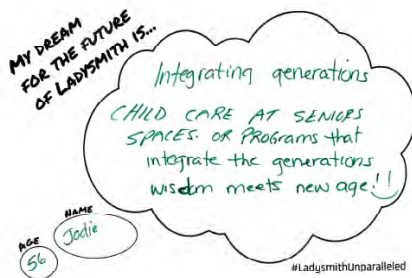 MY DREAM
FOR THE FUTURE
OF LADYSMITH IS...
Integrating generations
CHILD CARE AT SENIORS
SPACES. OR PROGRAMS that
integrate the generations
wisdom meets new age!!
NAME
Jodie
AGE
56
#LadysmithUnparalleled